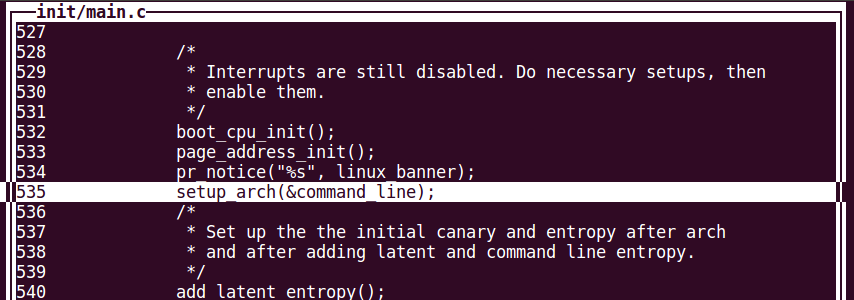 init/main.c
527
528 /*
529 * Interrupts are still disabled. Do necessary setups, then
530 * enable them.
531 */
532 boot_cpu_init();
533 page_address_init();
534 pr_notice("%s", linux_banner);
535 setup_arch(&command_line);
536 /*
537 * Set up the the initial canary and entropy after arch
538 * and after adding latent and command line entropy.
539 */
540 add_latent_entropy();